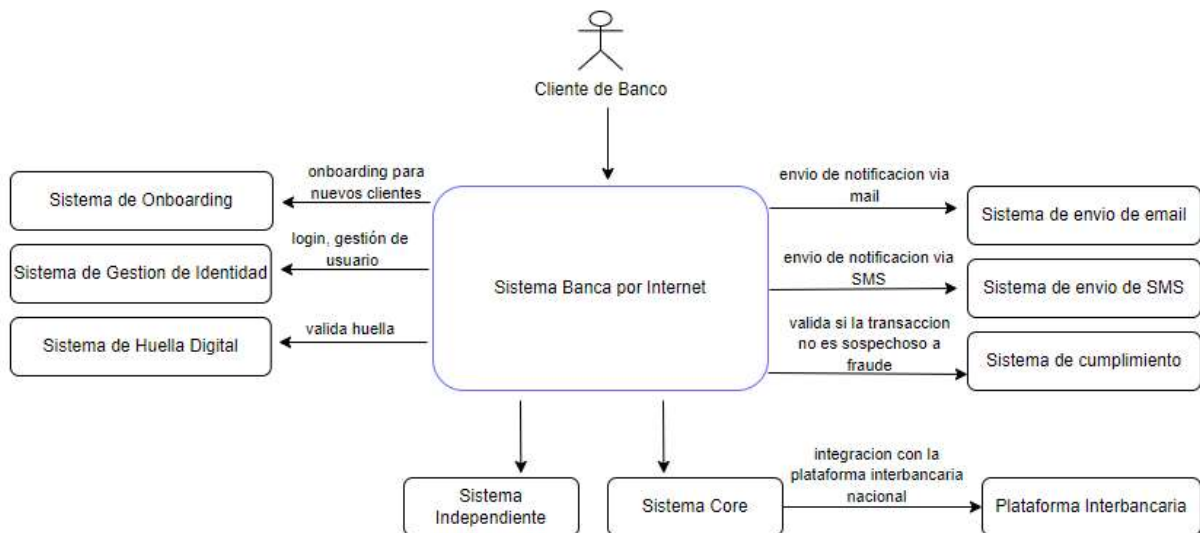 Cliente de Banco
onboarding para
nuevos clientes
Sistema de Onboarding
login, gestión de
usuario
Sistema de Gestion de Identidad
valida huella
Sistema de Huella Digital
Sistema Banca por Internet
envio de notificacion via
mail
Sistema de envio de email
envio de notificacion via
SMS
Sistema de envio de SMS
valida si la transaccion
no es sospechoso a
fraude
Sistema de cumplimiento
Sistema
Independiente
Sistema Core
integracion con la
plataforma interbancaria
nacional
Plataforma Interbancaria